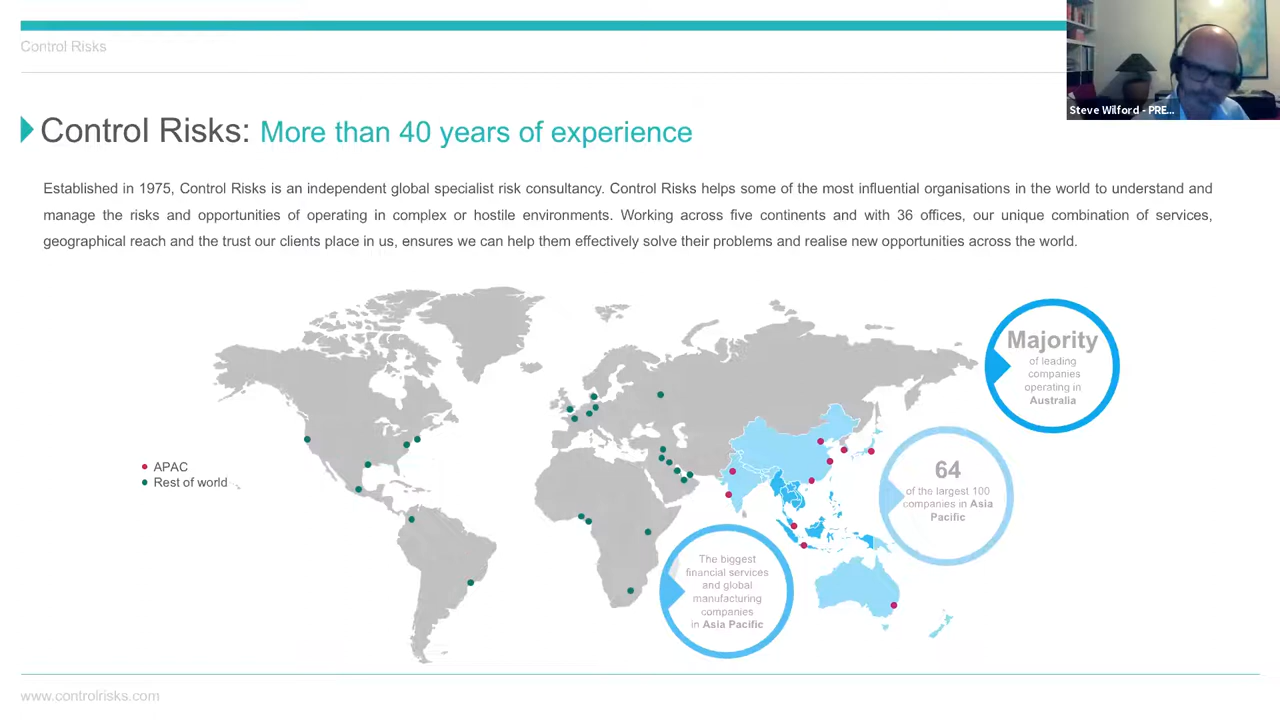 Control Risks
Steve Wilford - PRE...
Control Risks: More than 40 years of experience
Established in 1975, Control Risks is an independent global specialist risk consultancy. Control Risks helps some of the most influential organisations in the world to understand and
manage the risks and opportunities of operating in complex or hostile environments. Working across five continents and with 36 offices, our unique combination of services,
geographical reach and the trust our clients place in us, ensures we can help them effectively solve their problems and realise new opportunities across the world.
Majority
of leading
companies
operating in
Australia
APAC
Rest of world
64
of the largest 100
companies in Asia
Pacific
The biggest
financial services
and global
manufacturing
companies
in Asia Pacific
www.controlrisks.com